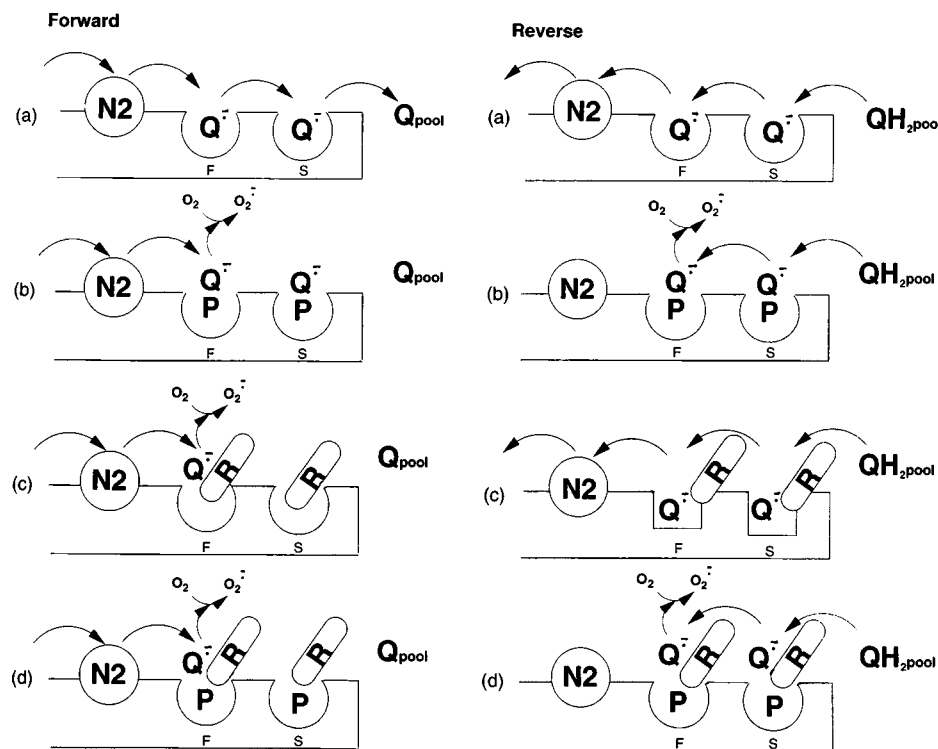 Forward
(a) N2 Q∸ Q∸ Qpool
F S
O₂ O₂∸
(b) N2 Q∸ Q∸ Qpool
P P
F S
O₂ O₂∸
(c) N2 Q∸ R R Qpool
F S
O₂ O₂∸
(d) N2 Q∸ R R Qpool
P P
F S
Reverse
(a) N2 Q∸ Q∸ QH₂poo
F S
O₂ O₂∸
(b) N2 Q∸ Q∸ QH₂pool
P P
F S
(c) N2 Q∸ R Q∸ R QH₂pool
F S
O₂ O₂∸
(d) N2 Q∸ R Q∸ R QH₂pool
P P
F S